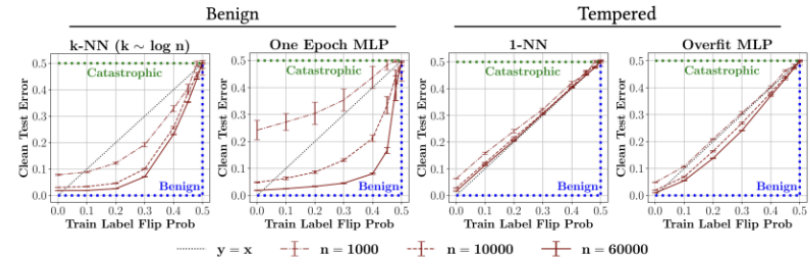 Benign
Tempered
k-NN (k ∼ log n)
One Epoch MLP
1-NN
Overfit MLP
Clean Test Error
0.5
0.4
0.3
0.2
0.1
0.0
Catastrophic
Benign
0.0 0.1 0.2 0.3 0.4 0.5
Train Label Flip Prob
Clean Test Error
0.5
0.4
0.3
0.2
0.1
0.0
Catastrophic
Benign
0.0 0.1 0.2 0.3 0.4 0.5
Train Label Flip Prob
Clean Test Error
0.5
0.4
0.3
0.2
0.1
0.0
Catastrophic
Benign
0.0 0.1 0.2 0.3 0.4 0.5
Train Label Flip Prob
Clean Test Error
0.5
0.4
0.3
0.2
0.1
0.0
Catastrophic
Benign
0.0 0.1 0.2 0.3 0.4 0.5
Train Label Flip Prob
y = x n = 1000 n = 10000 n = 60000